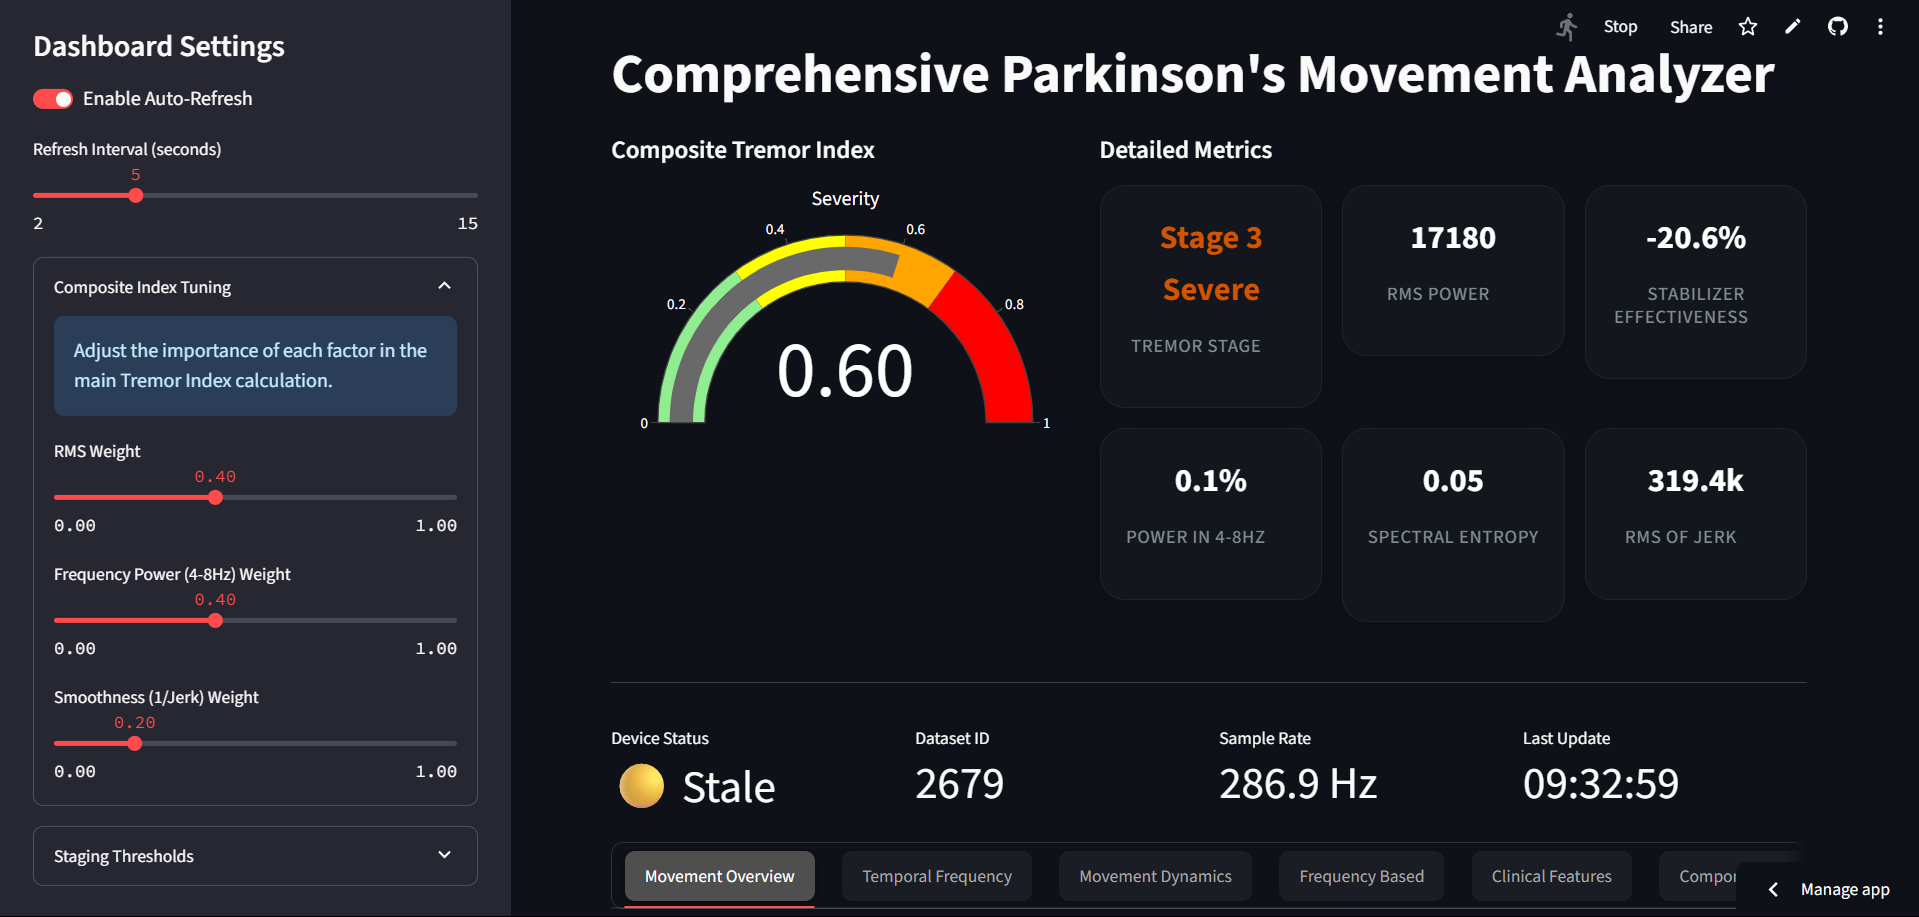 Dashboard Settings
Enable Auto-Refresh
Refresh Interval (seconds)
5
2 15
Composite Index Tuning
Adjust the importance of each factor in the
main Tremor Index calculation.
RMS Weight
0.40
0.00 1.00
Frequency Power (4-8Hz) Weight
0.40
0.00 1.00
Smoothness (1/Jerk) Weight
0.20
0.00 1.00
Staging Thresholds
Stop Share
Comprehensive Parkinson's Movement Analyzer
Composite Tremor Index
Severity
0 0.2 0.4 0.6 0.8 1
0.60
Detailed Metrics
Stage 3
Severe
TREMOR STAGE
17180
RMS POWER
-20.6%
STABILIZER
EFFECTIVENESS
0.1%
POWER IN 4-8HZ
0.05
SPECTRAL ENTROPY
319.4k
RMS OF JERK
Device Status
Stale
Dataset ID
2679
Sample Rate
286.9 Hz
Last Update
09:32:59
Movement Overview Temporal Frequency Movement Dynamics Frequency Based Clinical Features Compor
Manage app